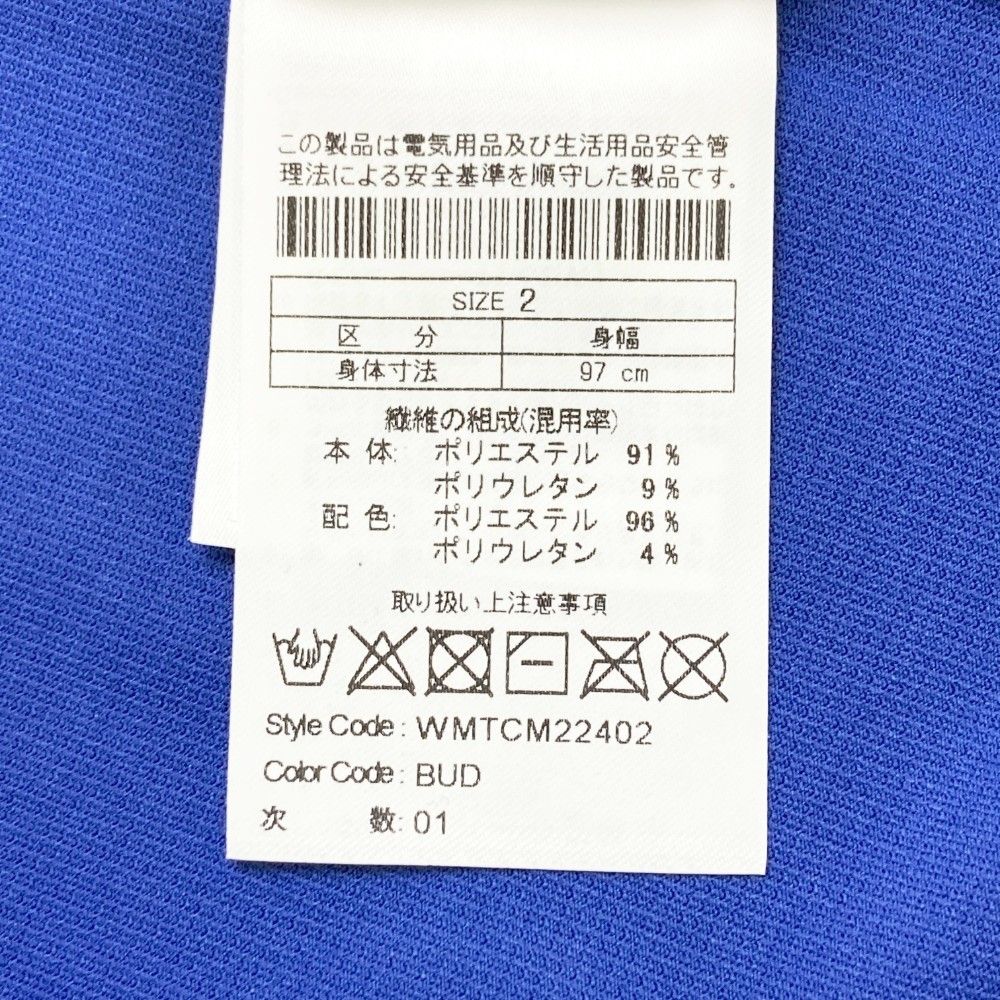 この製品は電気用品及び生活用品安全管
理法による安全基準を順守した製品です。
SIZE 2
区 分 身幅
身体寸法 97 cm
繊維の組成(混用率)
本 体: ポリエステル 91 %
ポリウレタン 9 %
配 色: ポリエステル 96 %
ポリウレタン 4 %
取り扱い上注意事項
Style Code : WMTCM22402
Color Code : BUD
次 数: 01